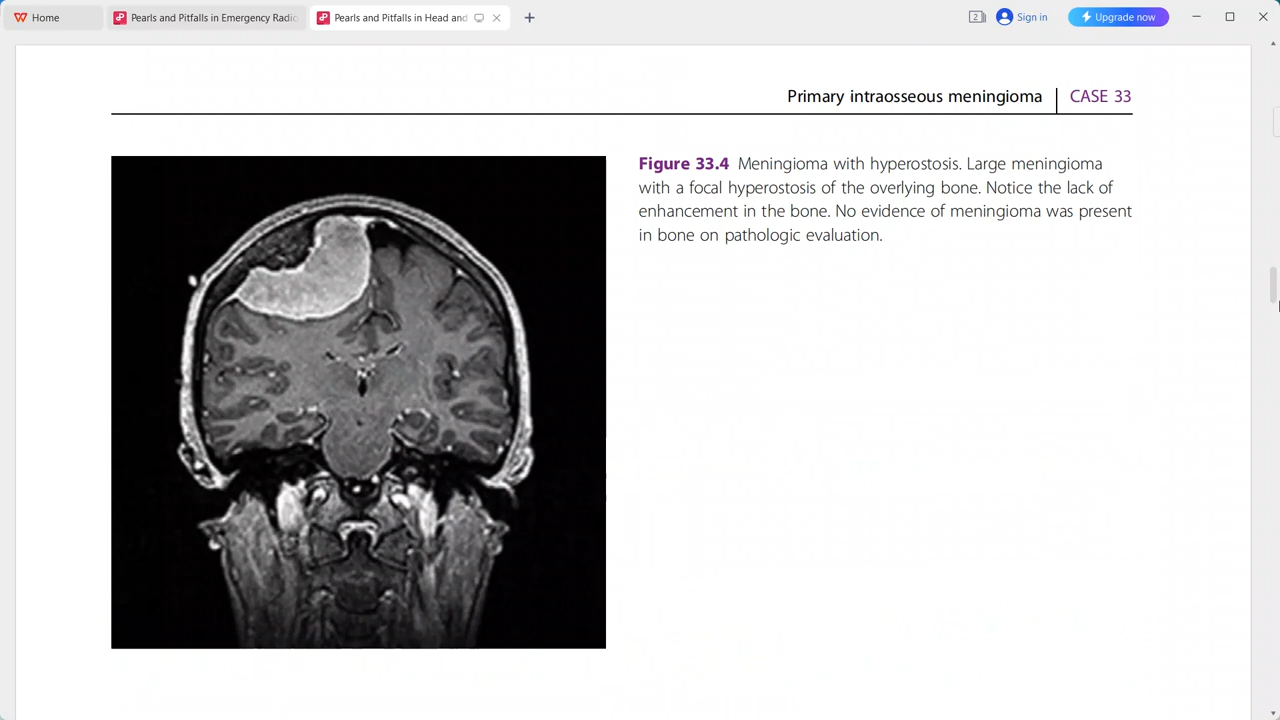 Home
Pearls and Pitfalls in Emergency Radic
Pearls and Pitfalls in Head and
2
Sign in
Upgrade now
Primary intraosseous meningioma | CASE 33
Figure 33.4 Meningioma with hyperostosis. Large meningioma
with a focal hyperostosis of the overlying bone. Notice the lack of
enhancement in the bone. No evidence of meningioma was present
in bone on pathologic evaluation.